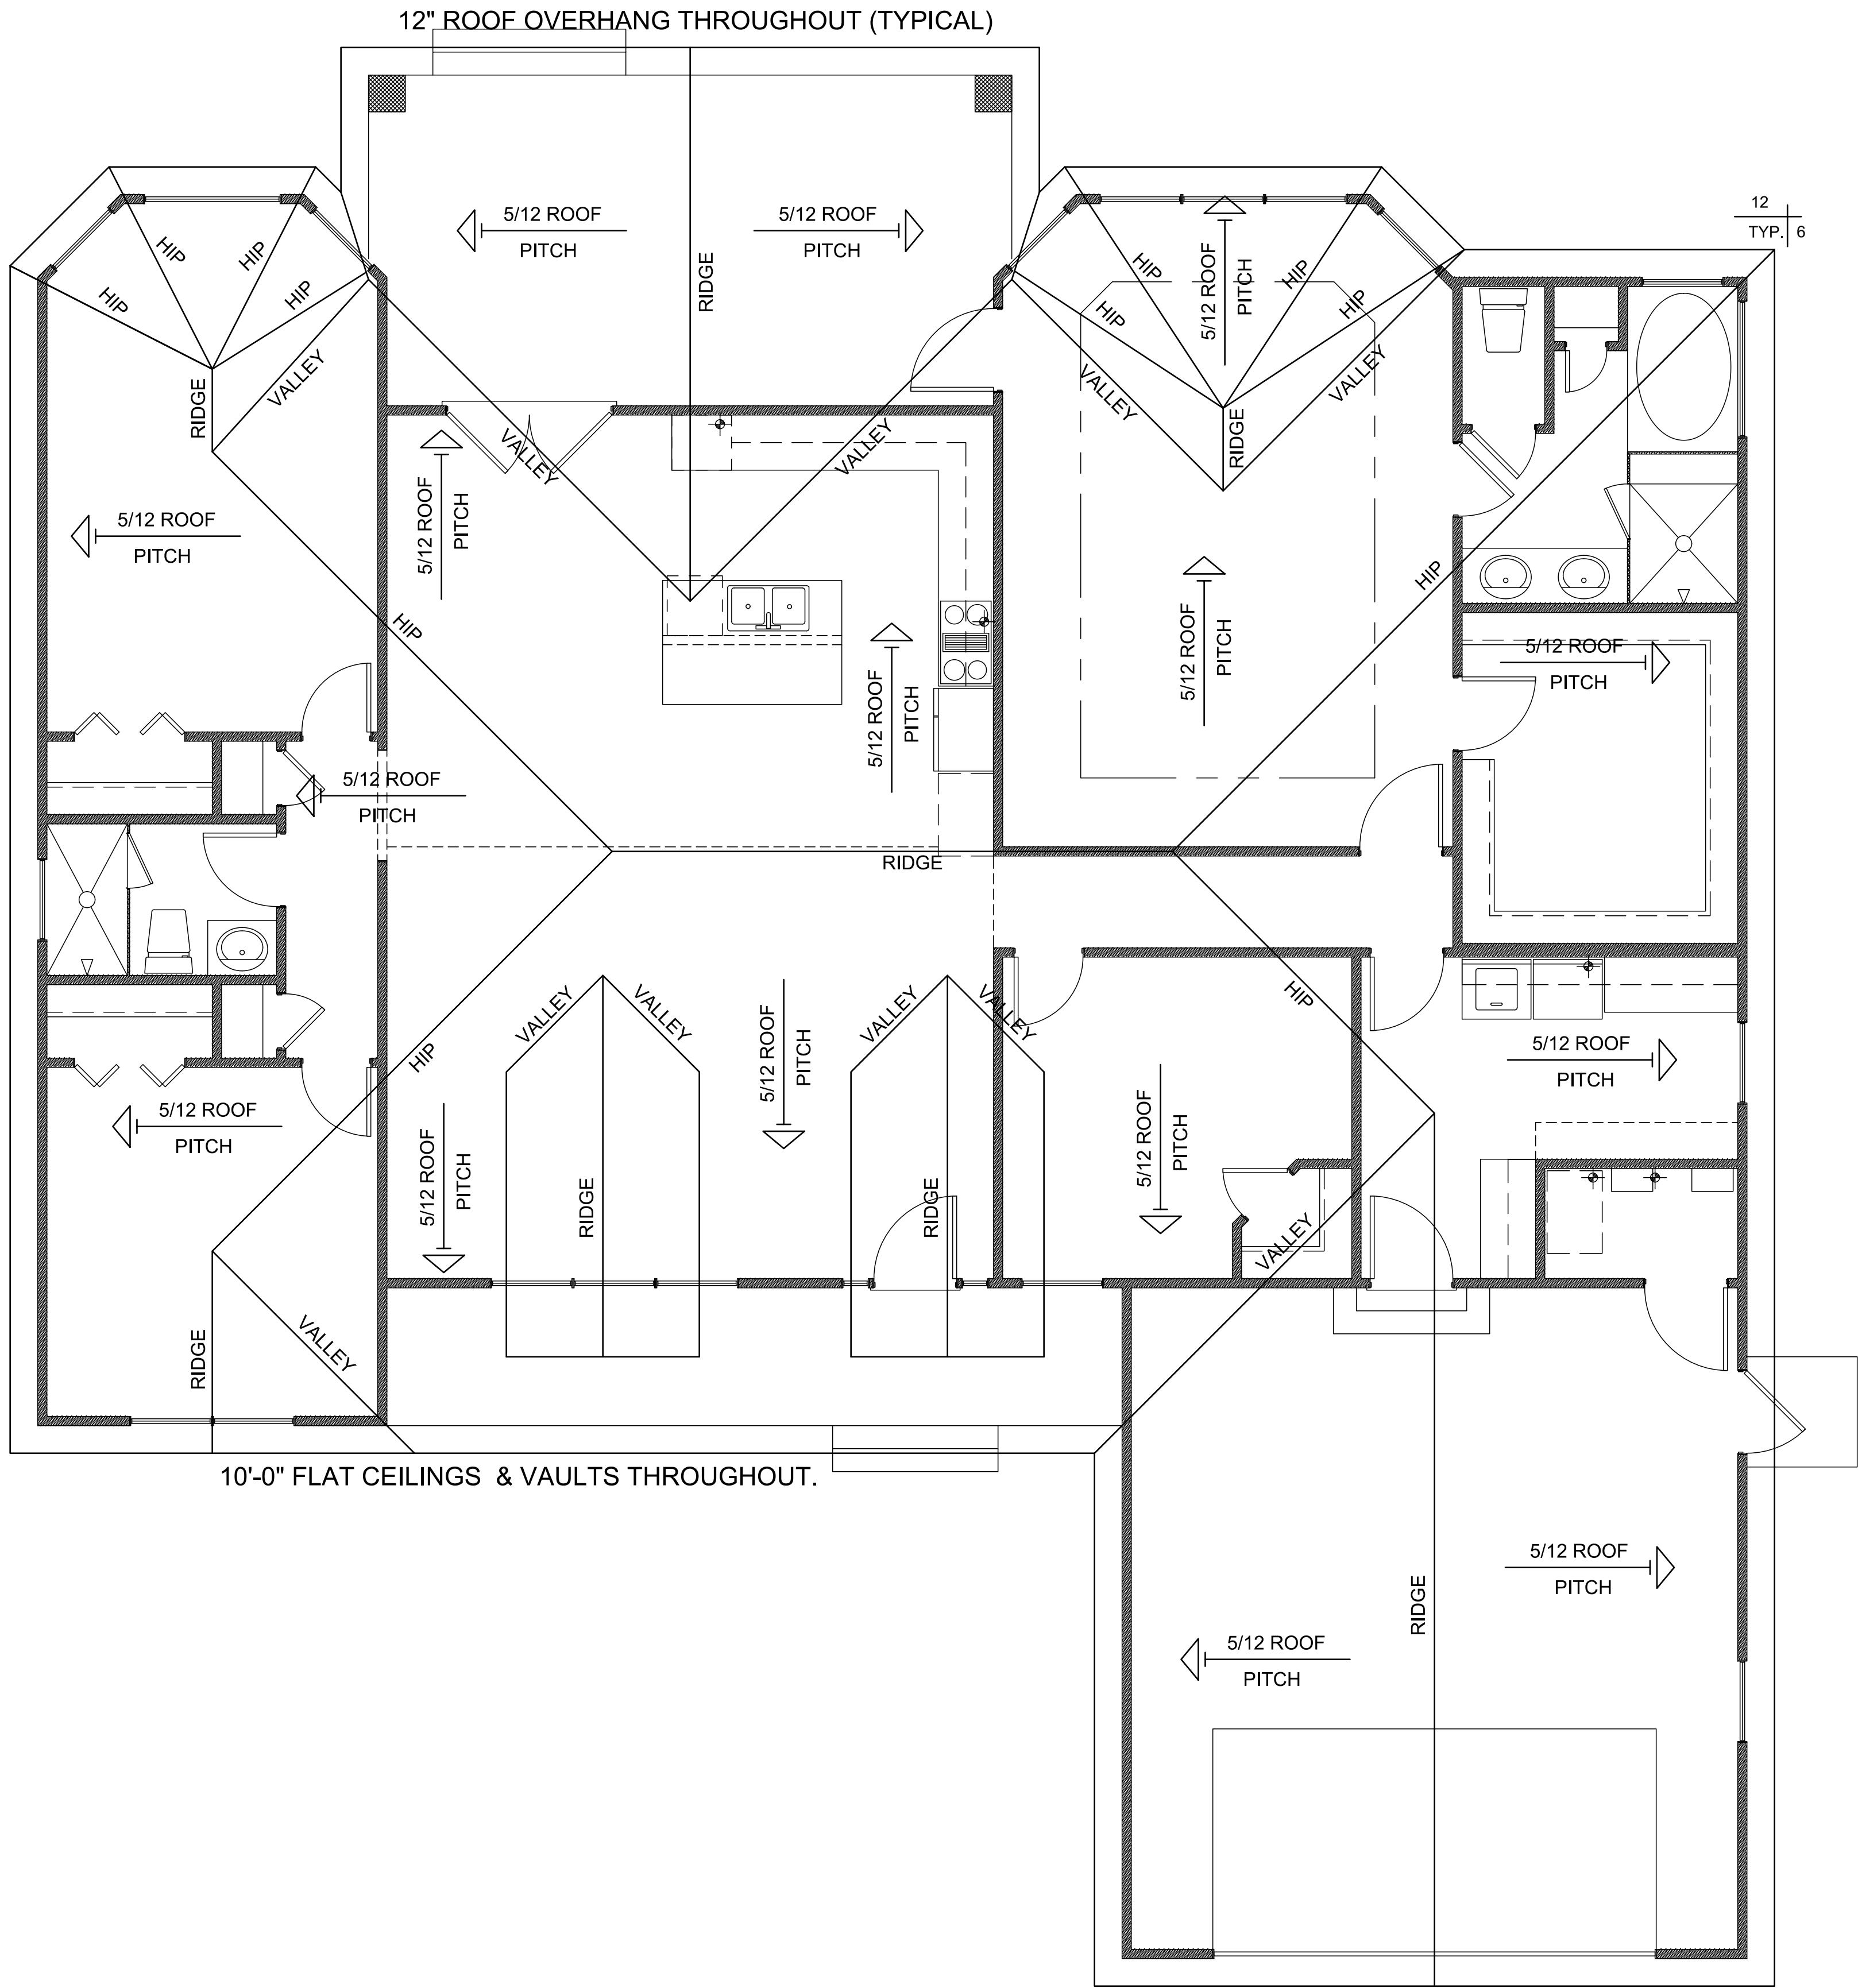 12" ROOF OVERHANG THROUGHOUT (TYPICAL)
5/12 ROOF
PITCH
5/12 ROOF
PITCH
RIDGE
12
TYP. 6
HIP
HIP
HIP
HIP
RIDGE
VALLEY
5/12 ROOF
PITCH
HIP
HIP
HIP
HIP
VALLEY
VALLEY
RIDGE
5/12 ROOF
PITCH
VALLEY
VALLEY
5/12 ROOF
PITCH
5/12 ROOF
PITCH
HIP
HIP
5/12 ROOF
PITCH
5/12 ROOF
PITCH
5/12 ROOF
PITCH
5/12 ROOF
PITCH
RIDGE
VALLEY
VALLEY
VALLEY
VALLEY
HIP
HIP
5/12 ROOF
PITCH
5/12 ROOF
PITCH
5/12 ROOF
PITCH
5/12 ROOF
PITCH
5/12 ROOF
PITCH
RIDGE
RIDGE
VALLEY
RIDGE
VALLEY
10'-0" FLAT CEILINGS & VAULTS THROUGHOUT.
5/12 ROOF
PITCH
RIDGE
5/12 ROOF
PITCH